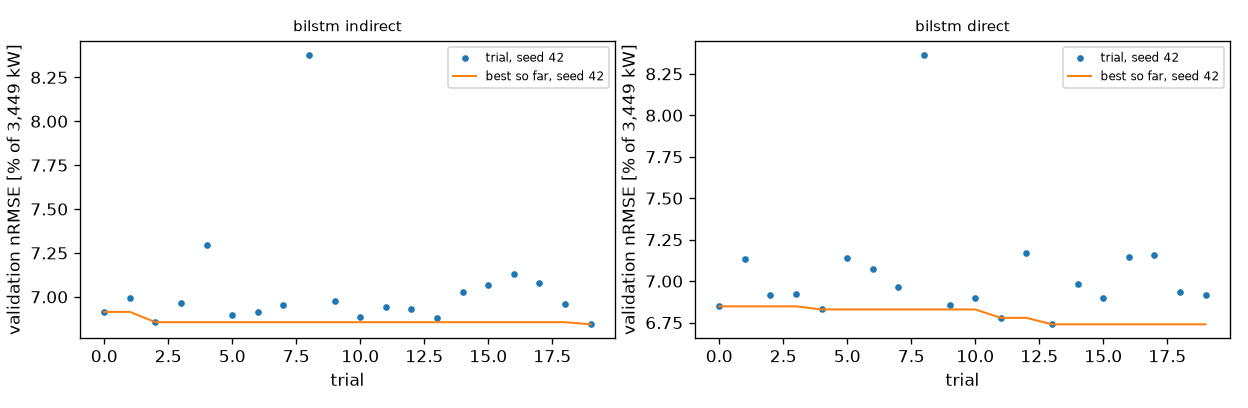 bilstm indirect
validation nRMSE [% of 3,449 kW]
8.25
8.00
7.75
7.50
7.25
7.00
trial, seed 42
best so far, seed 42
0.0 2.5 5.0 7.5 10.0 12.5 15.0 17.5
trial
bilstm direct
validation nRMSE [% of 3,449 kW]
8.25
8.00
7.75
7.50
7.25
7.00
6.75
trial, seed 42
best so far, seed 42
0.0 2.5 5.0 7.5 10.0 12.5 15.0 17.5
trial